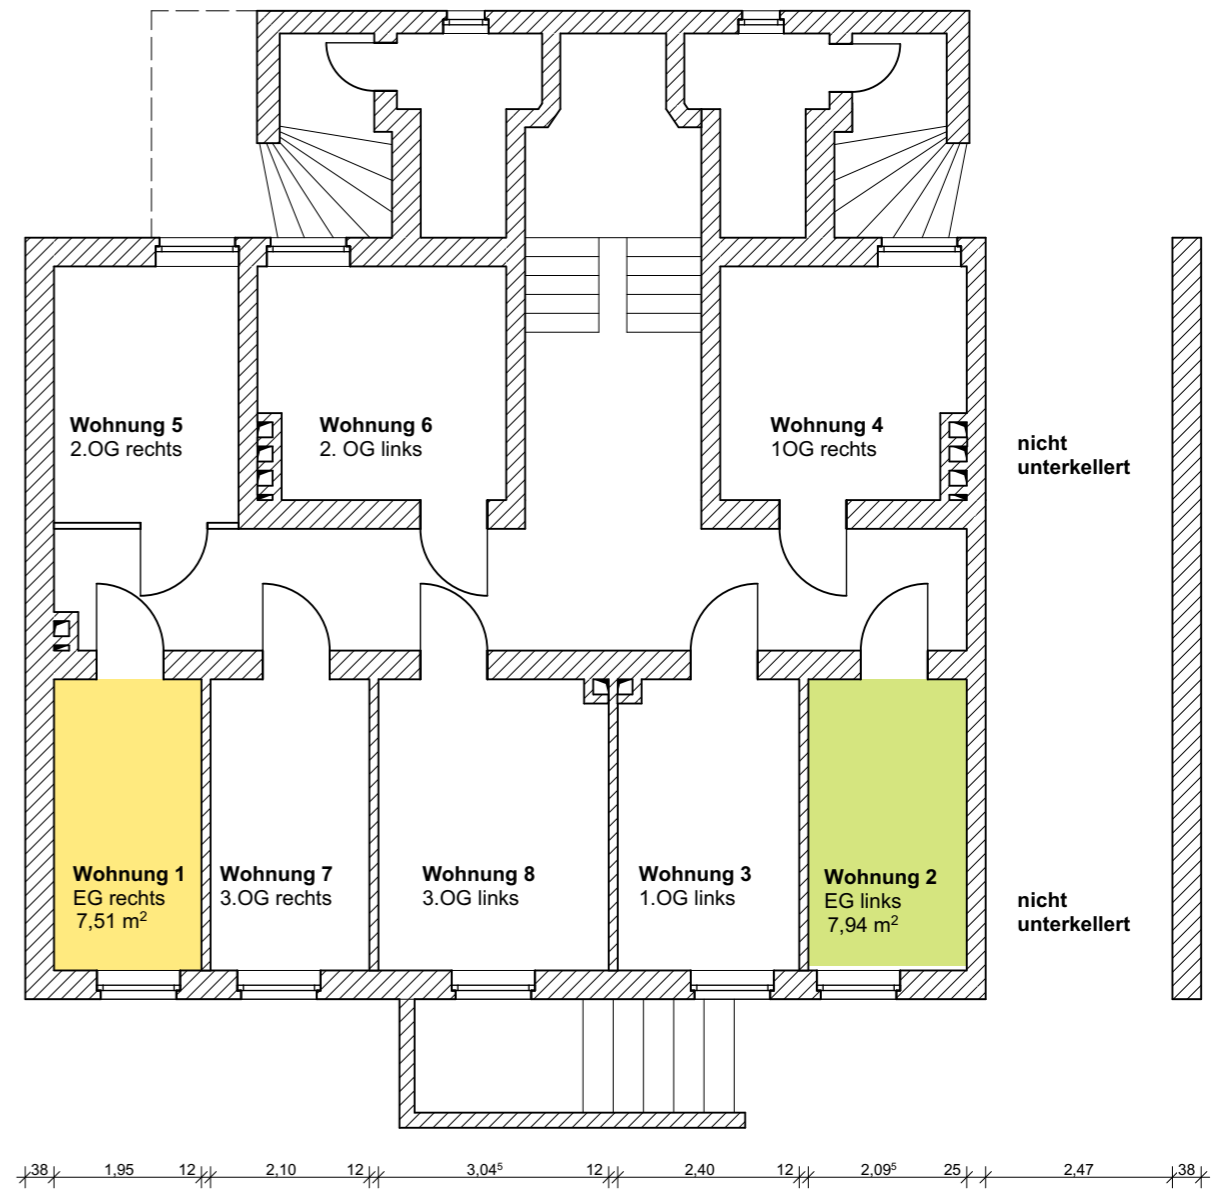 Wohnung 5
2.OG rechts
Wohnung 6
2. OG links
Wohnung 4
1OG rechts
nicht
unterkellert
Wohnung 1
EG rechts
7,51 m²
Wohnung 7
3.OG rechts
Wohnung 8
3.OG links
Wohnung 3
1.OG links
Wohnung 2
EG links
7,94 m²
nicht
unterkellert
38 1,95 12 2,10 12 3,04⁵ 12 2,40 12 2,09⁵ 25 2,47 38